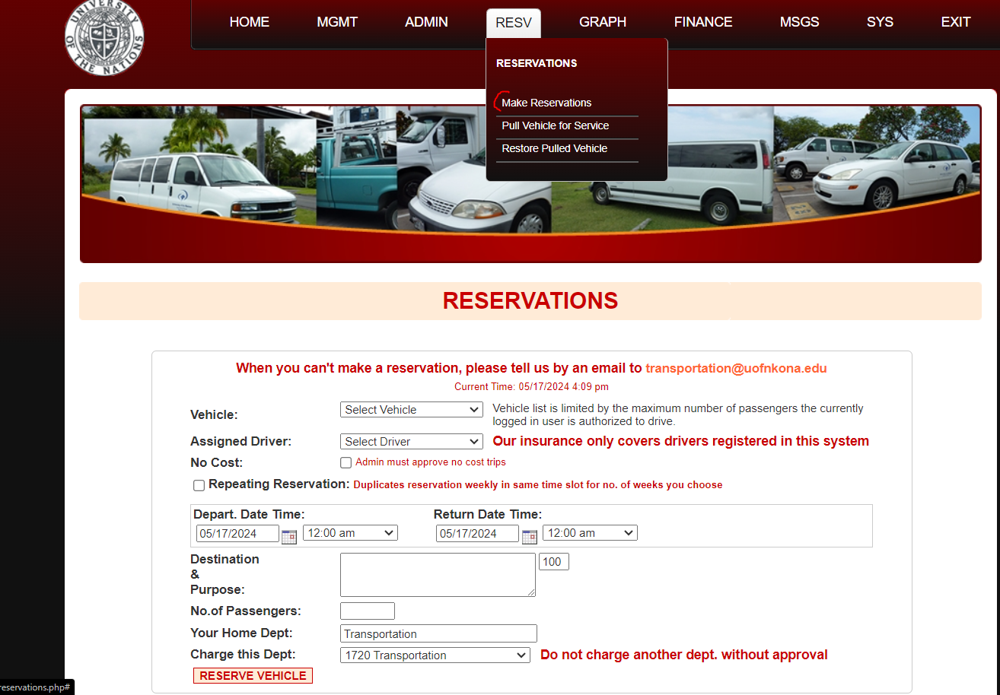 UNIVERSITY OF THE NATIONS
HOME MGMT ADMIN RESV GRAPH FINANCE MSGS SYS EXIT
RESERVATIONS
Make Reservations
Pull Vehicle for Service
Restore Pulled Vehicle
RESERVATIONS
When you can't make a reservation, please tell us by an email to transportation@uofnkona.edu
Current Time: 05/17/2024 4:09 pm
Vehicle: Select Vehicle Vehicle list is limited by the maximum number of passengers the currently
logged in user is authorized to drive.
Assigned Driver: Select Driver Our insurance only covers drivers registered in this system
No Cost: Admin must approve no cost trips
Repeating Reservation: Duplicates reservation weekly in same time slot for no. of weeks you choose
Depart. Date Time: Return Date Time:
05/17/2024 12:00 am 05/17/2024 12:00 am
Destination
&
Purpose:
100
No.of Passengers:
Your Home Dept: Transportation
Charge this Dept: 1720 Transportation Do not charge another dept. without approval
RESERVE VEHICLE
reservations.php#